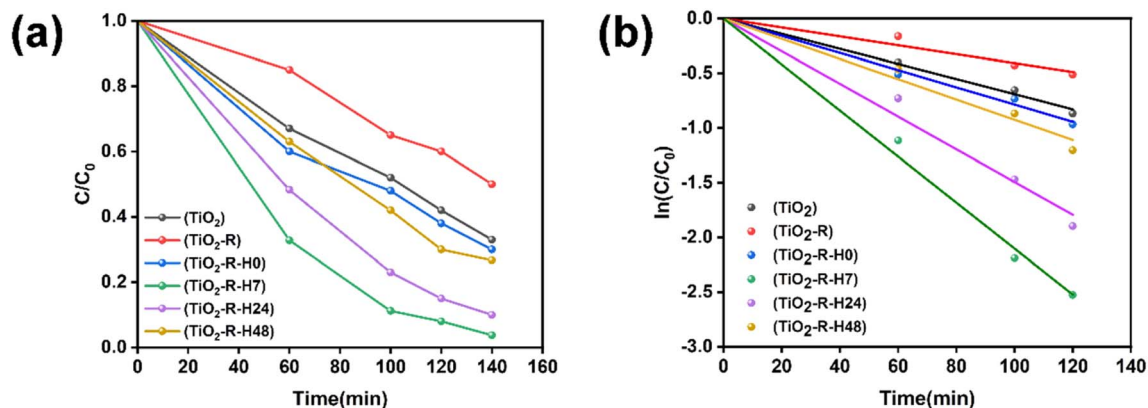 (a)
1.0
0.8
0.6
0.4
0.2
0.0
C/C₀
(TiO₂)
(TiO₂-R)
(TiO₂-R-H0)
(TiO₂-R-H7)
(TiO₂-R-H24)
(TiO₂-R-H48)
0 20 40 60 80 100 120 140 160
Time(min)
(b)
0.0
-0.5
-1.0
-1.5
-2.0
-2.5
-3.0
ln(C/C₀)
(TiO₂)
(TiO₂-R)
(TiO₂-R-H0)
(TiO₂-R-H7)
(TiO₂-R-H24)
(TiO₂-R-H48)
0 20 40 60 80 100 120 140
Time(min)